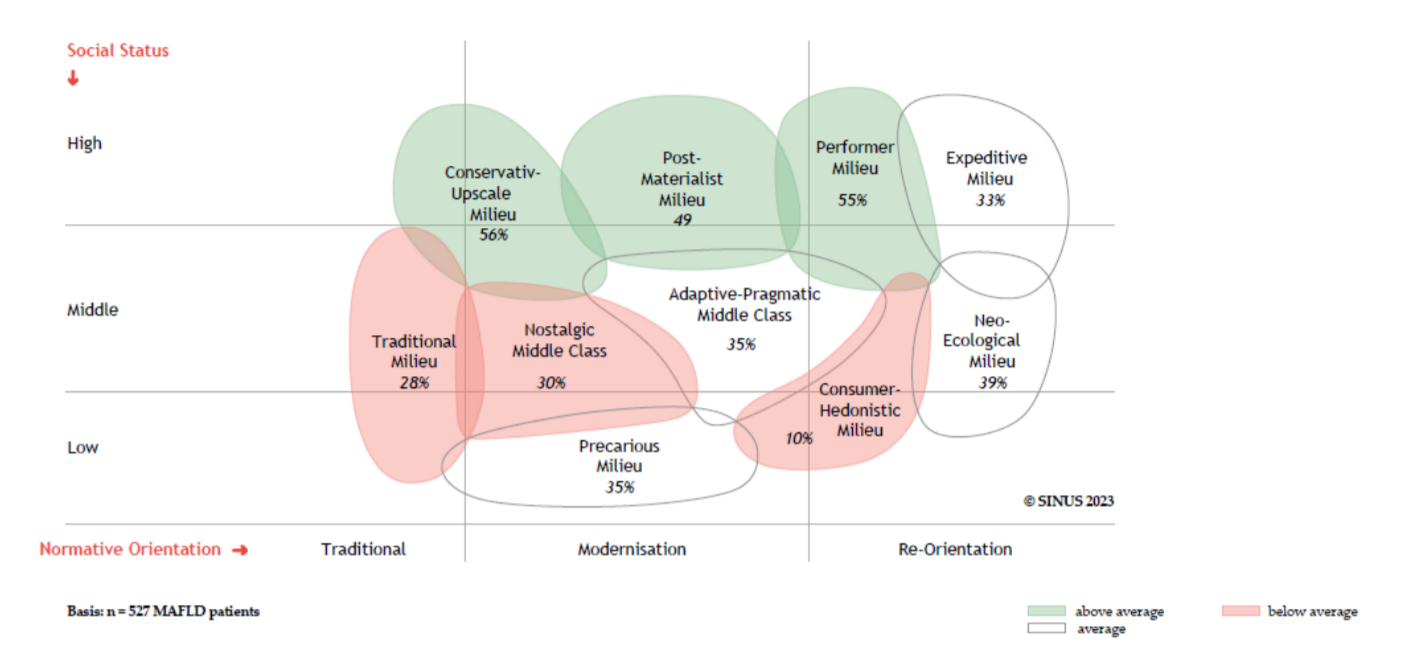 Social Status
↓
High
Conservativ-
Upscale
Milieu
56%
Post-
Materialist
Milieu
49
Performer
Milieu
55%
Expeditive
Milieu
33%
Middle
Traditional
Milieu
28%
Nostalgic
Middle Class
30%
Adaptive-Pragmatic
Middle Class
35%
Neo-
Ecological
Milieu
39%
Consumer-
Hedonistic
Milieu
10%
Low
Precarious
Milieu
35%
© SINUS 2023
Normative Orientation →
Traditional
Modernisation
Re-Orientation
Basis: n = 527 MAFLD patients
above average
below average
average